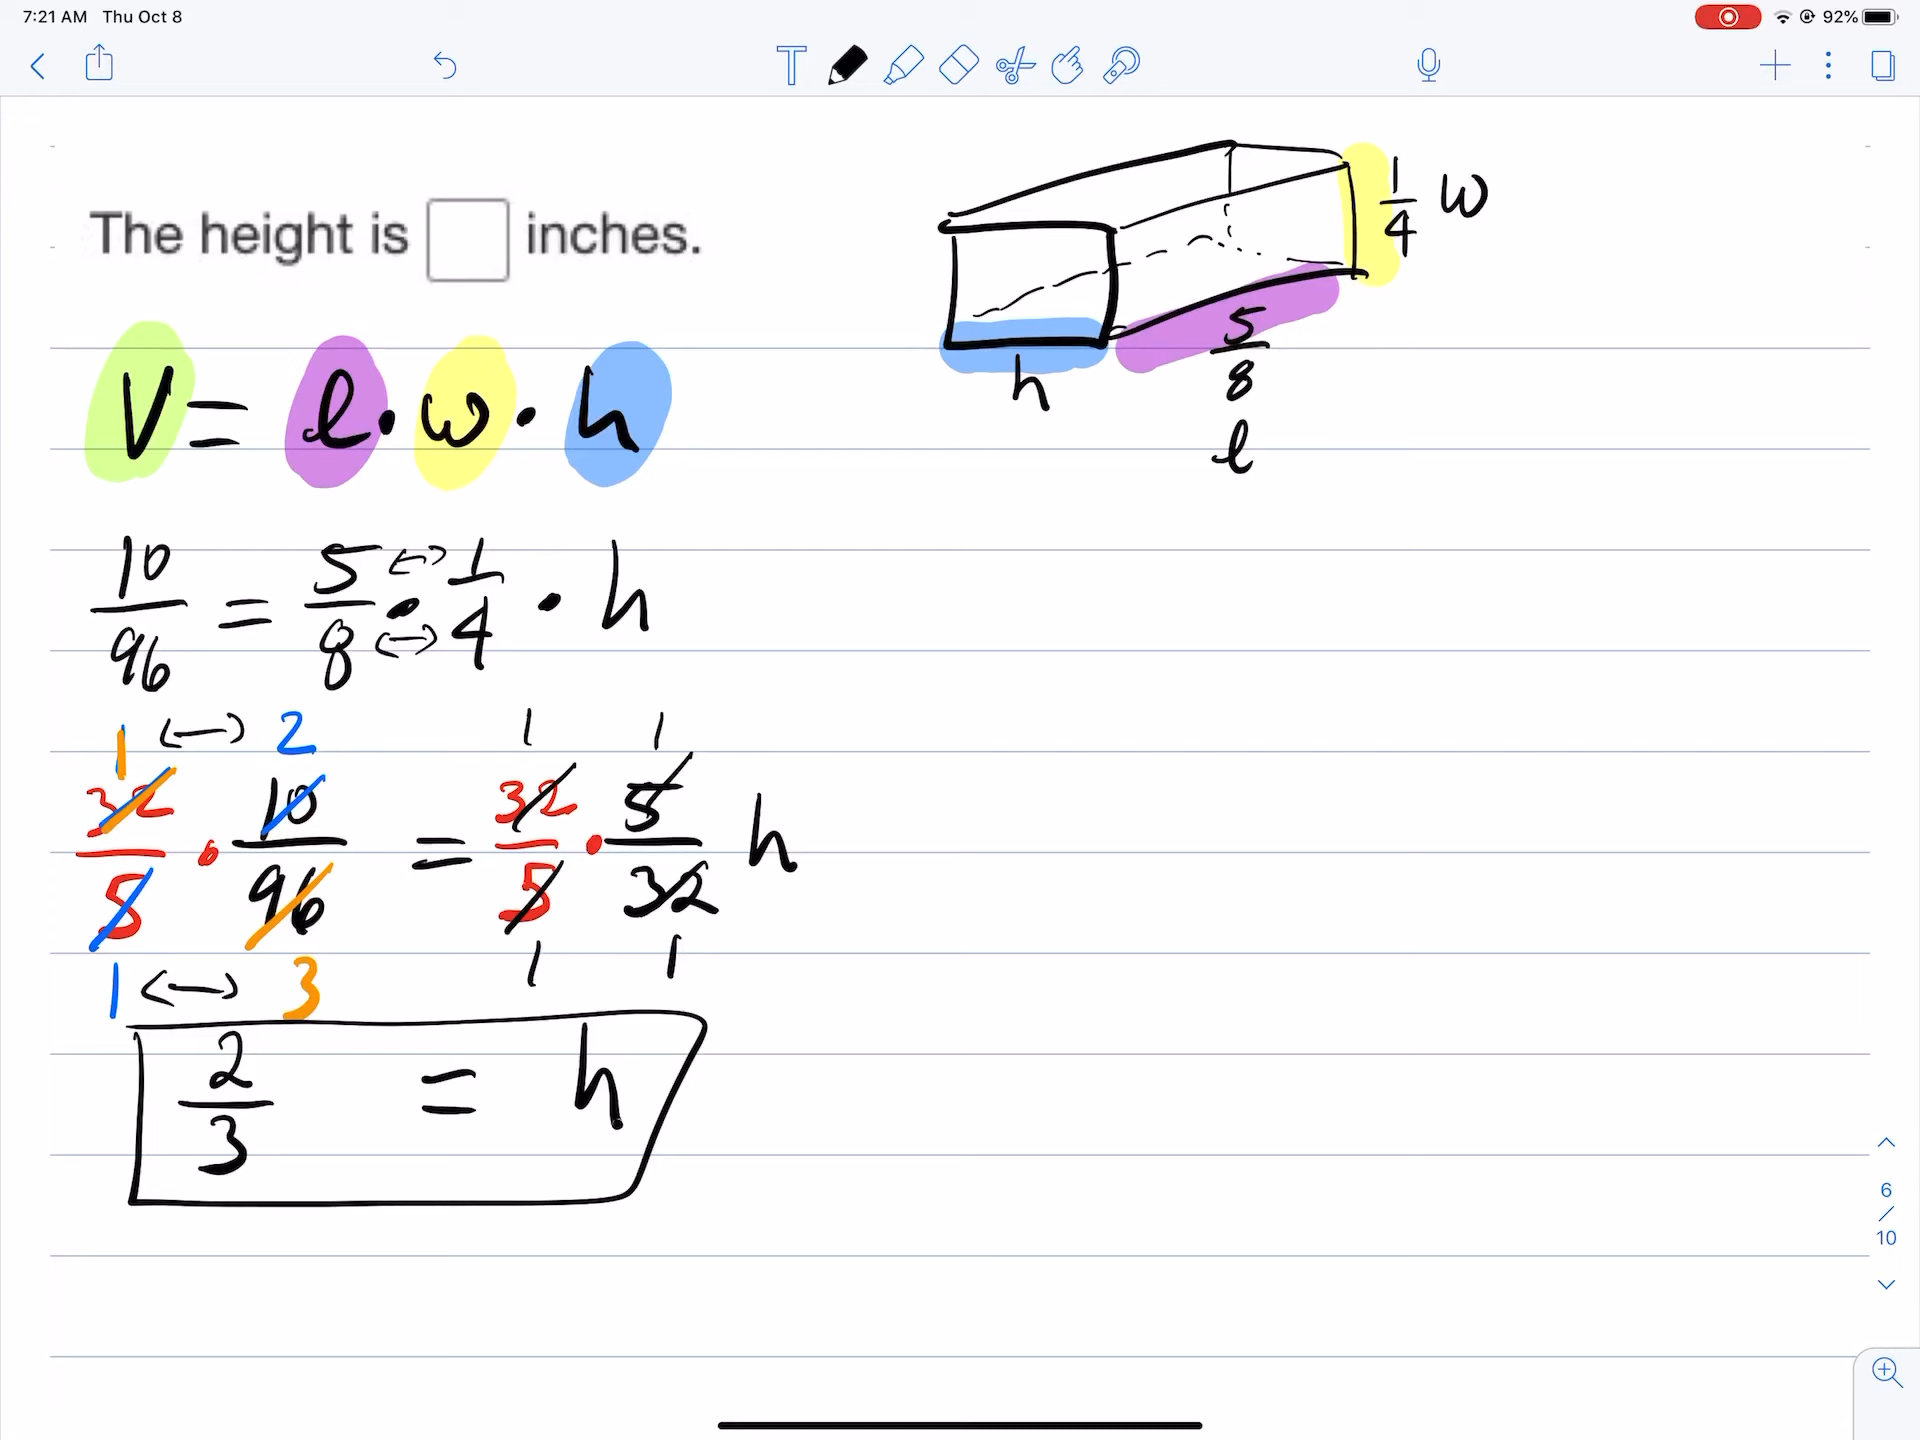 7:21 AM Thu Oct 8
92%
T
The height is inches.
V = l · w · h
10/96 = 5/8 · 1/4 · h
1 2 1 1
32/5 · 10/96 = 32/5 · 5/32 h
1 3 1 1
2/3 = h
1/4 w
h
5/8
l
6
/
10